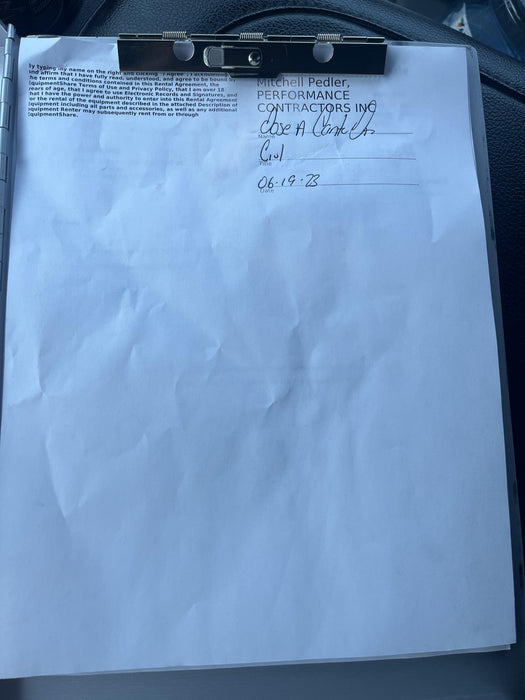 By typing my name on the right and clicking "I Agree", I acknowledge
and affirm that I have fully read, understood, and agree to be bound by
he terms and conditions contained in this Rental Agreement, the
EquipmentShare Terms of Use and Privacy Policy, that I am over 18
years of age, that I agree to use Electronic Records and Signatures, and
hat I have the power and authority to enter into this Rental Agreement
or the rental of the equipment described in the attached Description of
Equipment including all parts and accessories, as well as any additional
equipment Renter may subsequently rent from or through
EquipmentShare.
Mitchell Pedler,
PERFORMANCE
CONTRACTORS INC
Jose A
Name
Civil
Title
06-19-23
Date